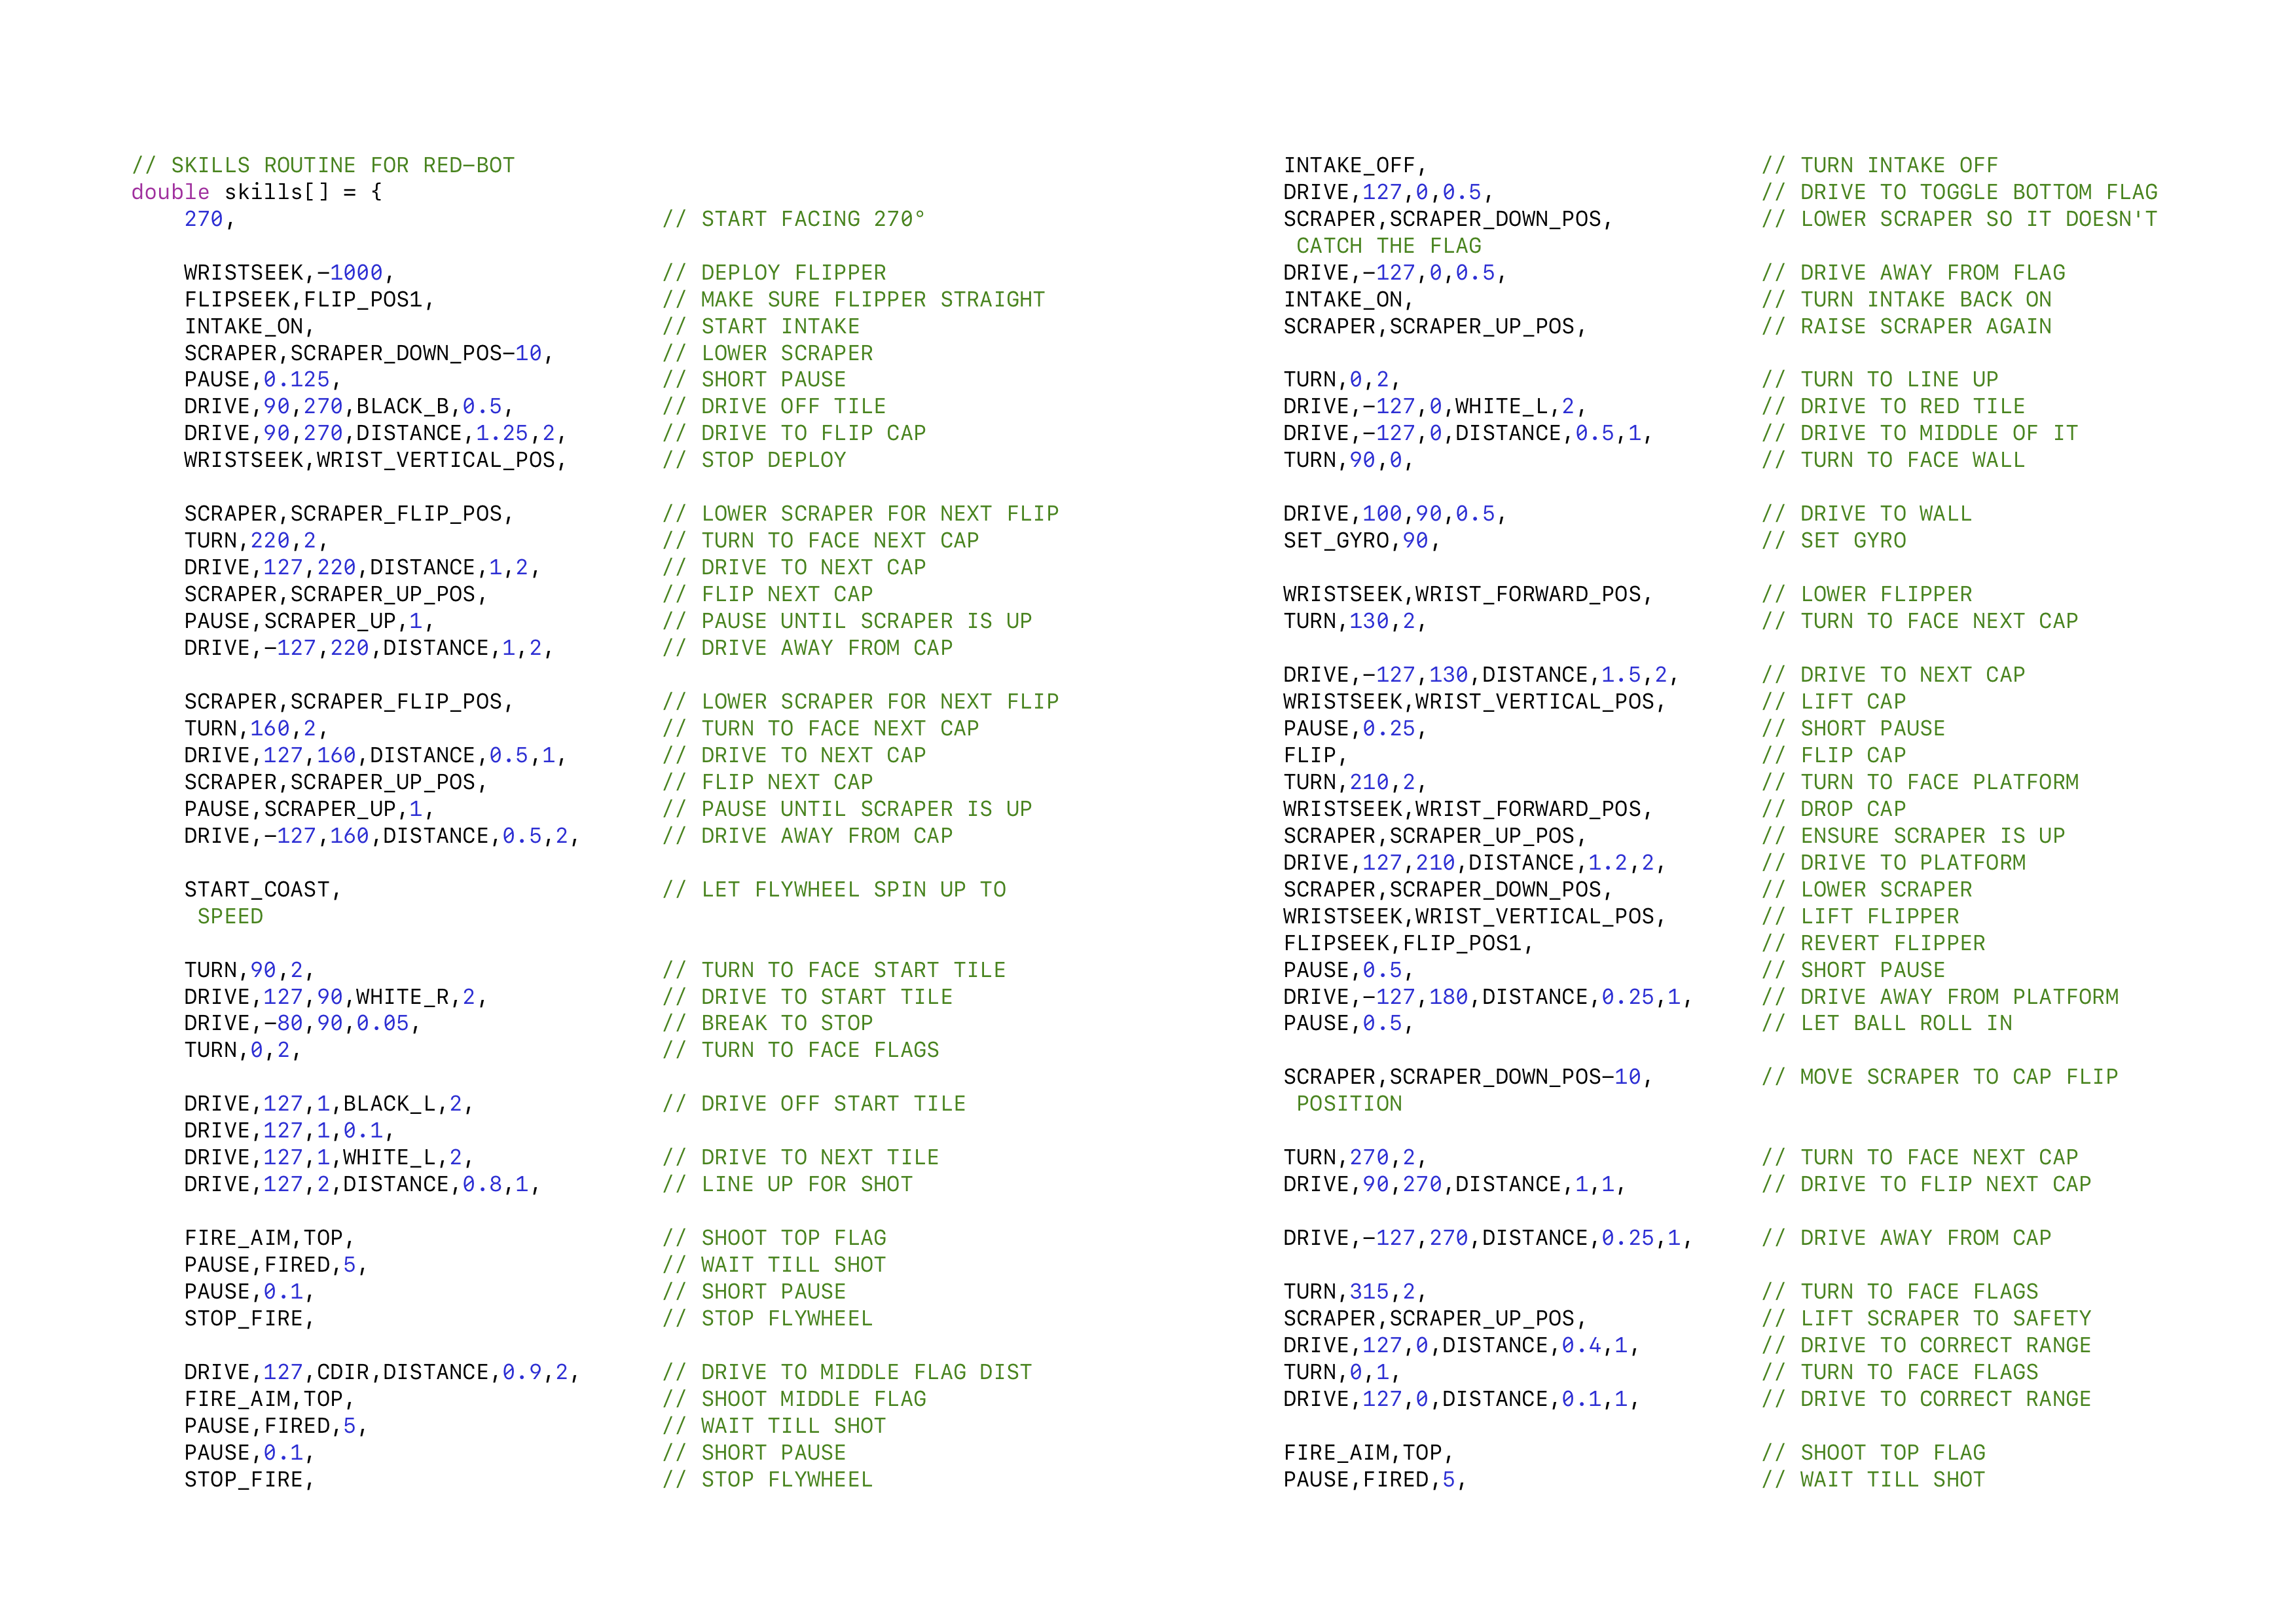 // SKILLS ROUTINE FOR RED-BOT
double skills[] = {
270, // START FACING 270°
WRISTSEEK,-1000, // DEPLOY FLIPPER
FLIPSEEK,FLIP_POS1, // MAKE SURE FLIPPER STRAIGHT
INTAKE_ON, // START INTAKE
SCRAPER,SCRAPER_DOWN_POS-10, // LOWER SCRAPER
PAUSE,0.125, // SHORT PAUSE
DRIVE,90,270,BLACK_B,0.5, // DRIVE OFF TILE
DRIVE,90,270,DISTANCE,1.25,2, // DRIVE TO FLIP CAP
WRISTSEEK,WRIST_VERTICAL_POS, // STOP DEPLOY
SCRAPER,SCRAPER_FLIP_POS, // LOWER SCRAPER FOR NEXT FLIP
TURN,220,2, // TURN TO FACE NEXT CAP
DRIVE,127,220,DISTANCE,1,2, // DRIVE TO NEXT CAP
SCRAPER,SCRAPER_UP_POS, // FLIP NEXT CAP
PAUSE,SCRAPER_UP,1, // PAUSE UNTIL SCRAPER IS UP
DRIVE,-127,220,DISTANCE,1,2, // DRIVE AWAY FROM CAP
SCRAPER,SCRAPER_FLIP_POS, // LOWER SCRAPER FOR NEXT FLIP
TURN,160,2, // TURN TO FACE NEXT CAP
DRIVE,127,160,DISTANCE,0.5,1, // DRIVE TO NEXT CAP
SCRAPER,SCRAPER_UP_POS, // FLIP NEXT CAP
PAUSE,SCRAPER_UP,1, // PAUSE UNTIL SCRAPER IS UP
DRIVE,-127,160,DISTANCE,0.5,2, // DRIVE AWAY FROM CAP
START_COAST, // LET FLYWHEEL SPIN UP TO
SPEED
TURN,90,2, // TURN TO FACE START TILE
DRIVE,127,90,WHITE_R,2, // DRIVE TO START TILE
DRIVE,-80,90,0.05, // BREAK TO STOP
TURN,0,2, // TURN TO FACE FLAGS
DRIVE,127,1,BLACK_L,2, // DRIVE OFF START TILE
DRIVE,127,1,0.1,
DRIVE,127,1,WHITE_L,2, // DRIVE TO NEXT TILE
DRIVE,127,2,DISTANCE,0.8,1, // LINE UP FOR SHOT
FIRE_AIM,TOP, // SHOOT TOP FLAG
PAUSE,FIRED,5, // WAIT TILL SHOT
PAUSE,0.1, // SHORT PAUSE
STOP_FIRE, // STOP FLYWHEEL
DRIVE,127,CDIR,DISTANCE,0.9,2, // DRIVE TO MIDDLE FLAG DIST
FIRE_AIM,TOP, // SHOOT MIDDLE FLAG
PAUSE,FIRED,5, // WAIT TILL SHOT
PAUSE,0.1, // SHORT PAUSE
STOP_FIRE, // STOP FLYWHEEL
INTAKE_OFF, // TURN INTAKE OFF
DRIVE,127,0,0.5, // DRIVE TO TOGGLE BOTTOM FLAG
SCRAPER,SCRAPER_DOWN_POS, // LOWER SCRAPER SO IT DOESN'T
CATCH THE FLAG
DRIVE,-127,0,0.5, // DRIVE AWAY FROM FLAG
INTAKE_ON, // TURN INTAKE BACK ON
SCRAPER,SCRAPER_UP_POS, // RAISE SCRAPER AGAIN
TURN,0,2, // TURN TO LINE UP
DRIVE,-127,0,WHITE_L,2, // DRIVE TO RED TILE
DRIVE,-127,0,DISTANCE,0.5,1, // DRIVE TO MIDDLE OF IT
TURN,90,0, // TURN TO FACE WALL
DRIVE,100,90,0.5, // DRIVE TO WALL
SET_GYRO,90, // SET GYRO
WRISTSEEK,WRIST_FORWARD_POS, // LOWER FLIPPER
TURN,130,2, // TURN TO FACE NEXT CAP
DRIVE,-127,130,DISTANCE,1.5,2, // DRIVE TO NEXT CAP
WRISTSEEK,WRIST_VERTICAL_POS, // LIFT CAP
PAUSE,0.25, // SHORT PAUSE
FLIP, // FLIP CAP
TURN,210,2, // TURN TO FACE PLATFORM
WRISTSEEK,WRIST_FORWARD_POS, // DROP CAP
SCRAPER,SCRAPER_UP_POS, // ENSURE SCRAPER IS UP
DRIVE,127,210,DISTANCE,1.2,2, // DRIVE TO PLATFORM
SCRAPER,SCRAPER_DOWN_POS, // LOWER SCRAPER
WRISTSEEK,WRIST_VERTICAL_POS, // LIFT FLIPPER
FLIPSEEK,FLIP_POS1, // REVERT FLIPPER
PAUSE,0.5, // SHORT PAUSE
DRIVE,-127,180,DISTANCE,0.25,1, // DRIVE AWAY FROM PLATFORM
PAUSE,0.5, // LET BALL ROLL IN
SCRAPER,SCRAPER_DOWN_POS-10, // MOVE SCRAPER TO CAP FLIP
POSITION
TURN,270,2, // TURN TO FACE NEXT CAP
DRIVE,90,270,DISTANCE,1,1, // DRIVE TO FLIP NEXT CAP
DRIVE,-127,270,DISTANCE,0.25,1, // DRIVE AWAY FROM CAP
TURN,315,2, // TURN TO FACE FLAGS
SCRAPER,SCRAPER_UP_POS, // LIFT SCRAPER TO SAFETY
DRIVE,127,0,DISTANCE,0.4,1, // DRIVE TO CORRECT RANGE
TURN,0,1, // TURN TO FACE FLAGS
DRIVE,127,0,DISTANCE,0.1,1, // DRIVE TO CORRECT RANGE
FIRE_AIM,TOP, // SHOOT TOP FLAG
PAUSE,FIRED,5, // WAIT TILL SHOT